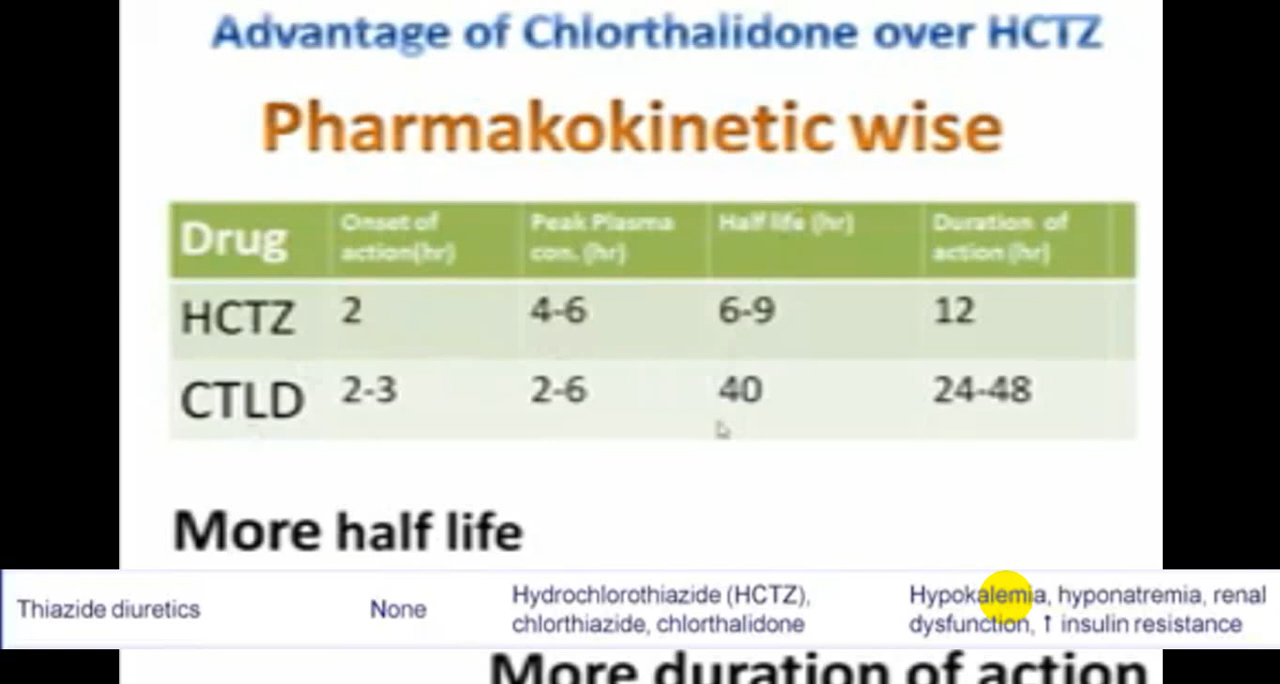 Advantage of Chlorthalidone over HCTZ
Pharmakokinetic wise
Drug Onset of action(hr) Peak Plasma con. (hr) Half life (hr) Duration of action (hr)
HCTZ 2 4-6 6-9 12
CTLD 2-3 2-6 40 24-48
More half life
Thiazide diuretics None Hydrochlorothiazide (HCTZ), chlorthiazide, chlorthalidone Hypokalemia, hyponatremia, renal dysfunction, ↑ insulin resistance
More duration of action